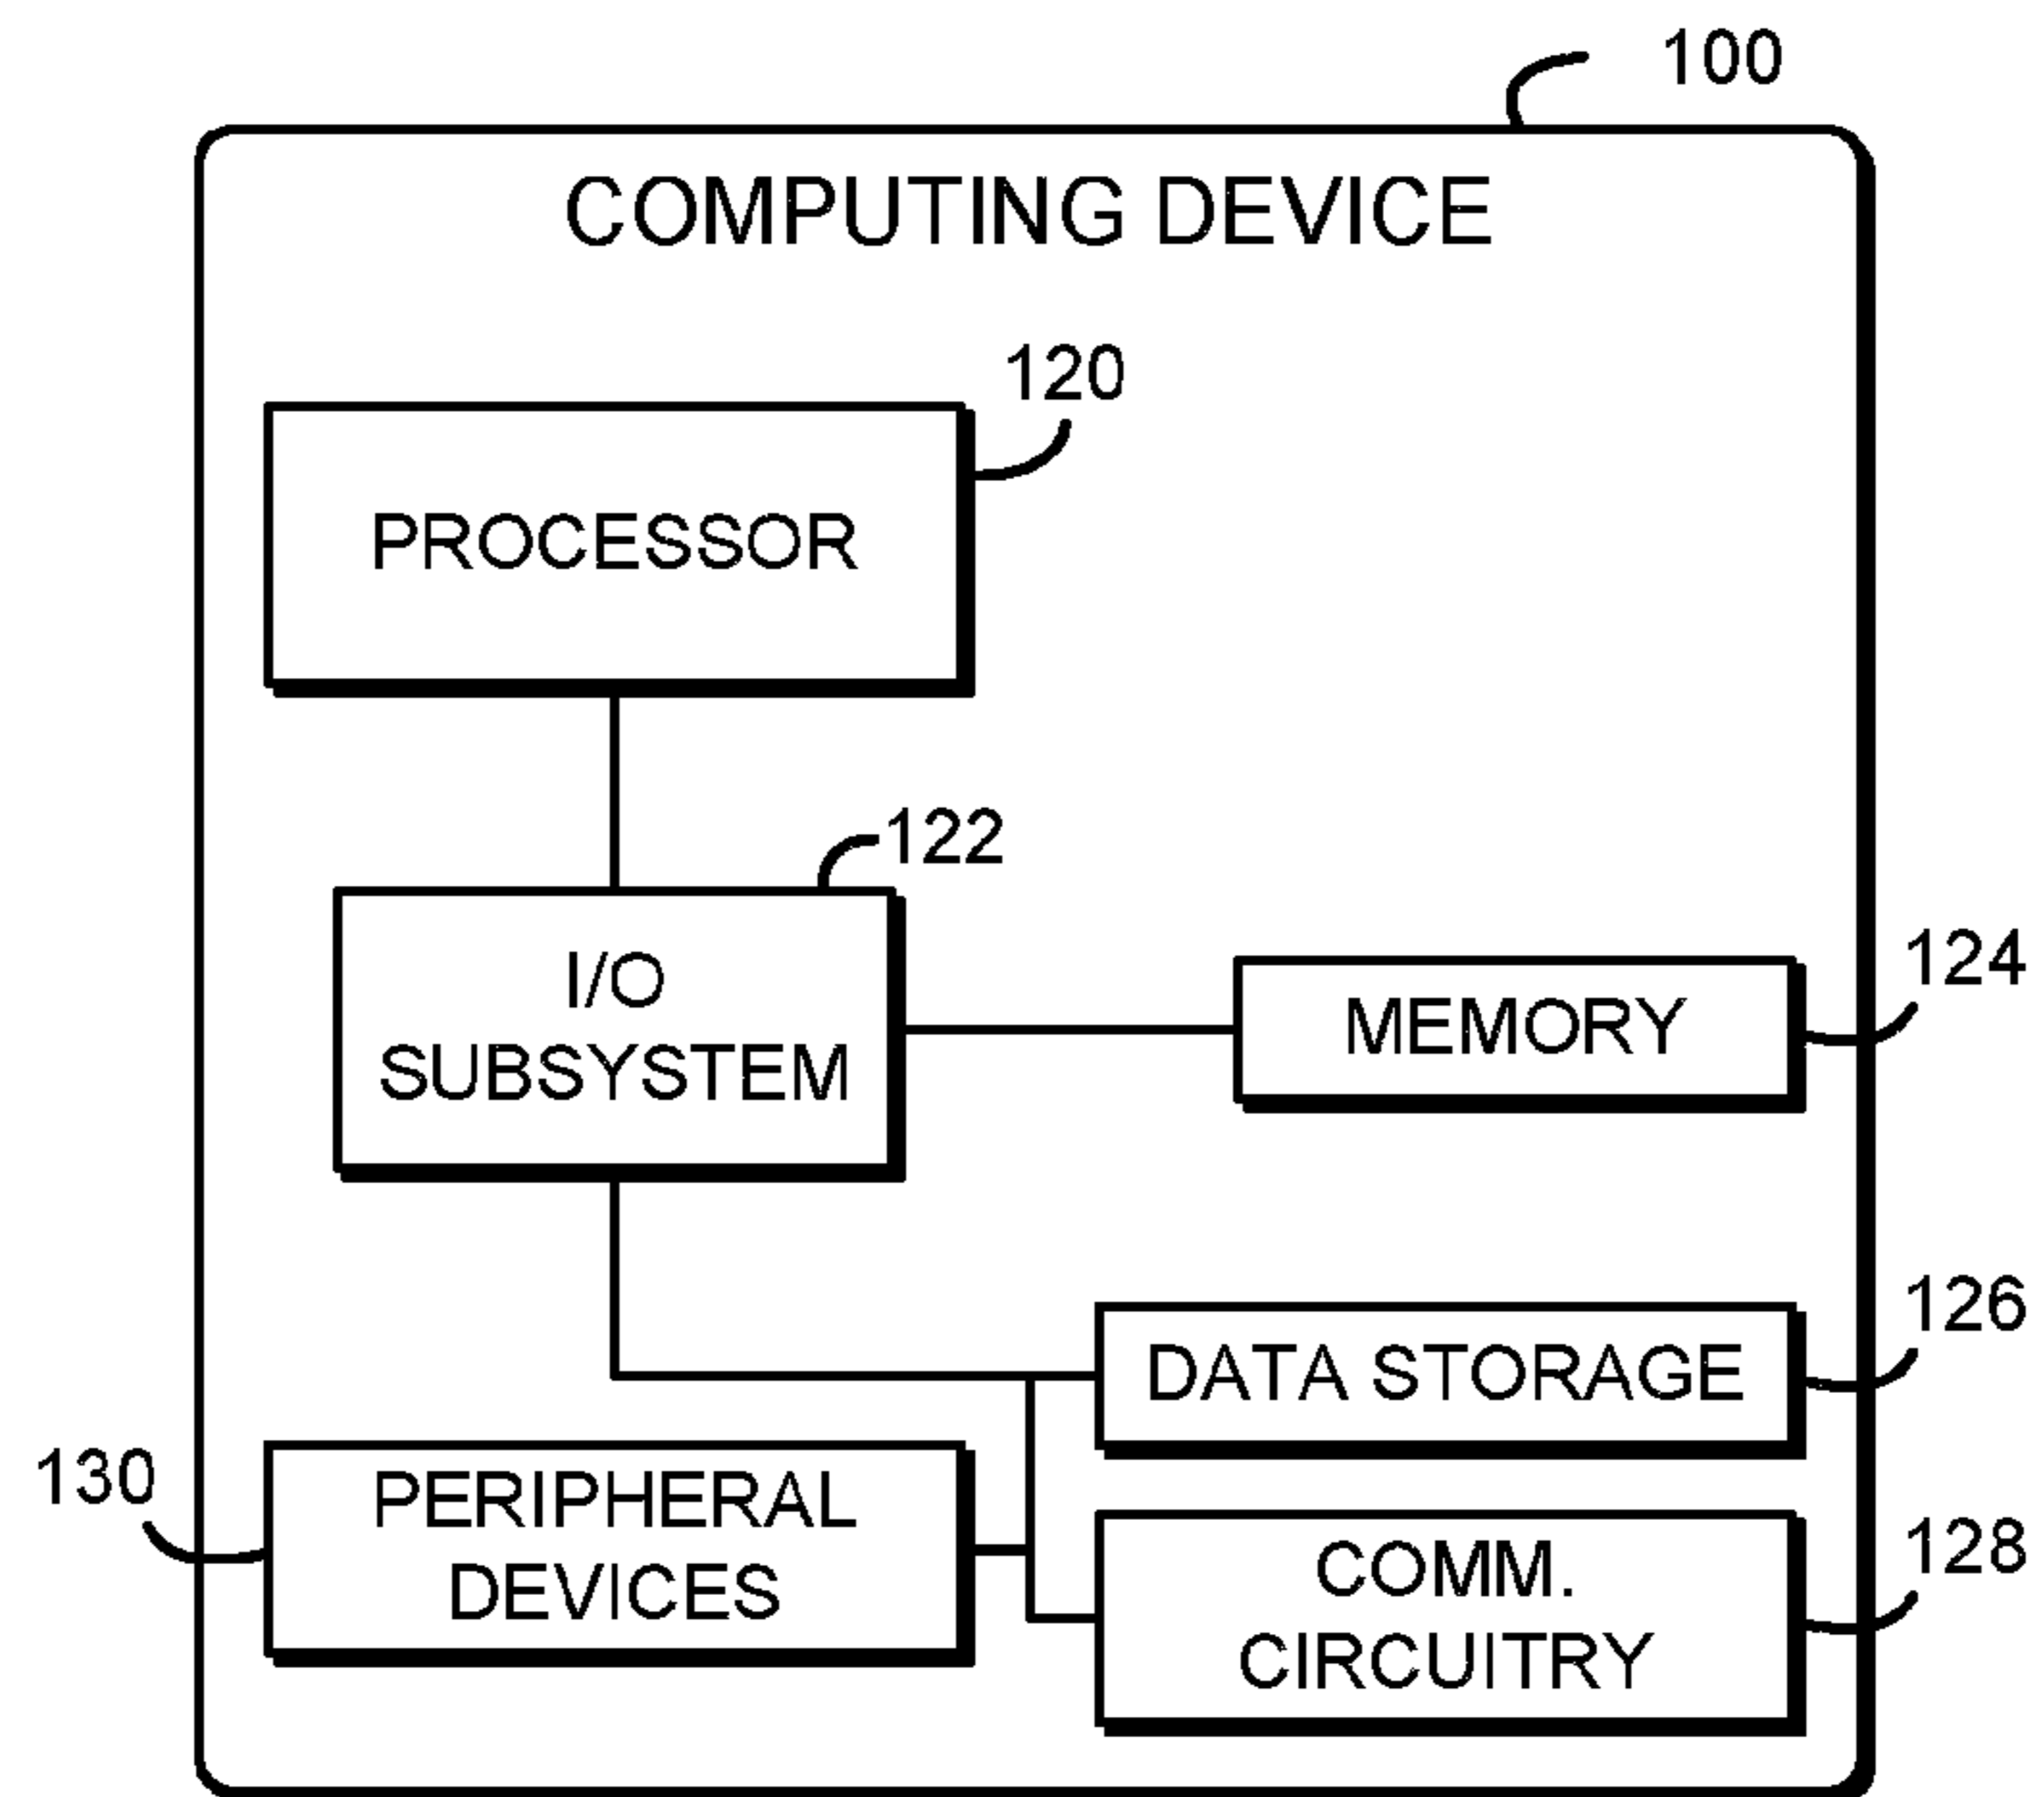 100
COMPUTING DEVICE
120
PROCESSOR
122
I/O
SUBSYSTEM
124
MEMORY
126
DATA STORAGE
130
PERIPHERAL
DEVICES
128
COMM.
CIRCUITRY